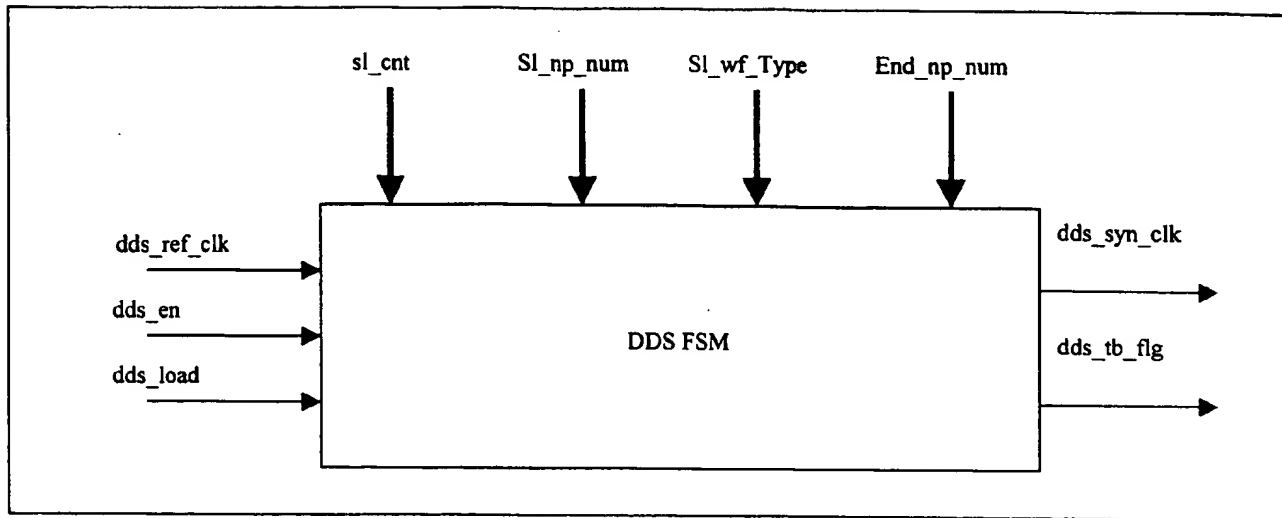 sl_cnt
Sl_np_num
Sl_wf_Type
End_np_num
dds_ref_clk
dds_en
dds_load
DDS FSM
dds_syn_clk
dds_tb_flg